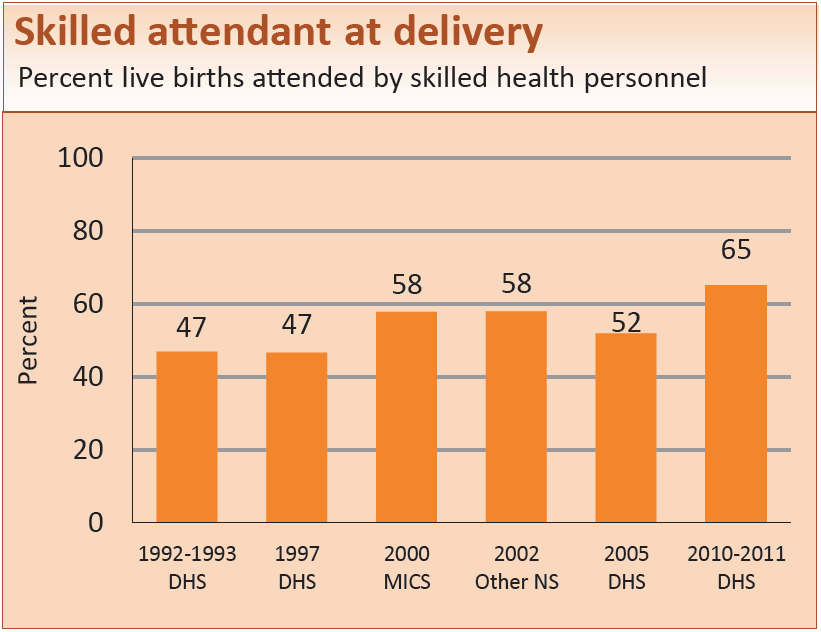 Skilled attendant at delivery
Percent live births attended by skilled health personnel
Percent
100
80
60
40
20
0
47
47
58
58
52
65
1992-1993
DHS
1997
DHS
2000
MICS
2002
Other NS
2005
DHS
2010-2011
DHS